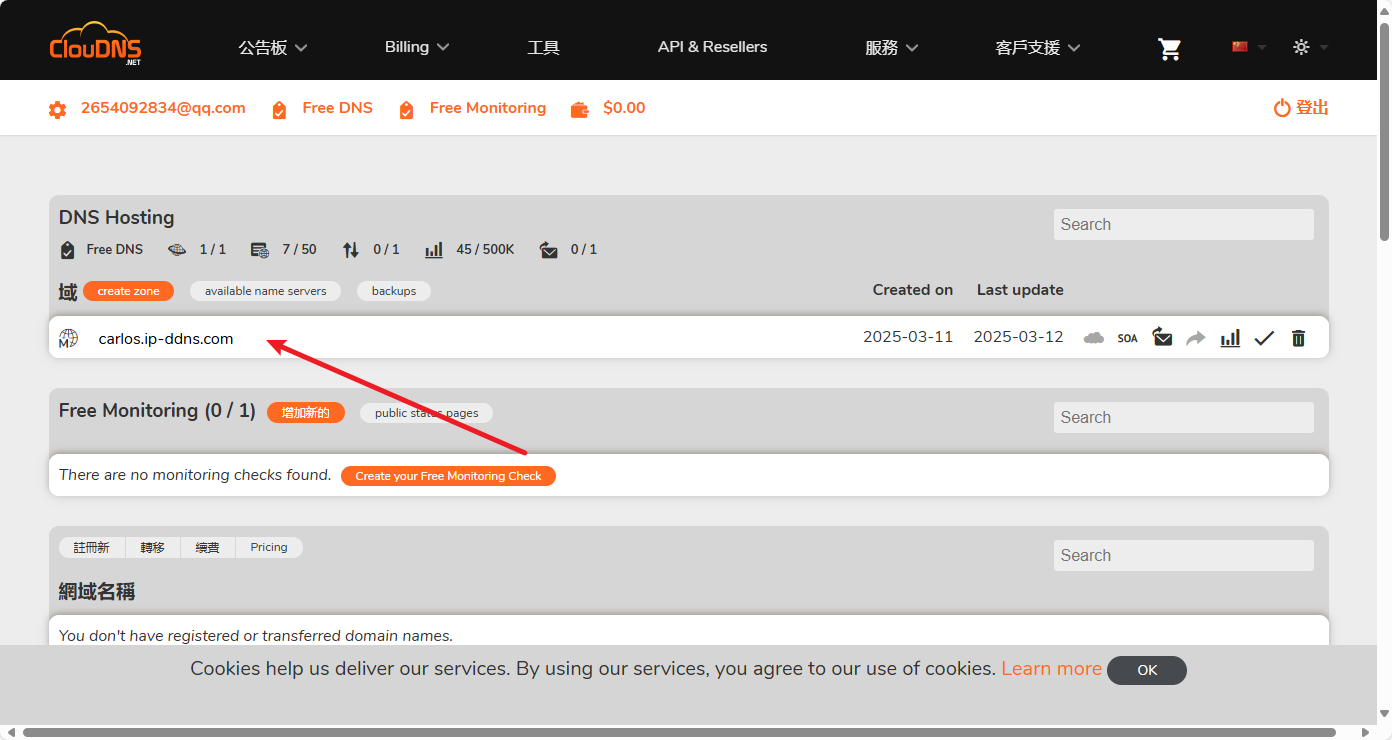 ClouDNS
.NET
公告板 Billing 工具 API & Resellers 服務 客戶支援
2654092834@qq.com Free DNS Free Monitoring $0.00 登出
DNS Hosting Search
Free DNS 1 / 1 7 / 50 0 / 1 45 / 500K 0 / 1
域 create zone available name servers backups Created on Last update
M carlos.ip-ddns.com 2025-03-11 2025-03-12 SOA
Free Monitoring (0 / 1) 增加新的 public status pages Search
There are no monitoring checks found. Create your Free Monitoring Check
註冊新 轉移 續費 Pricing Search
網域名稱
You don't have registered or transferred domain names.
Cookies help us deliver our services. By using our services, you agree to our use of cookies. Learn more OK